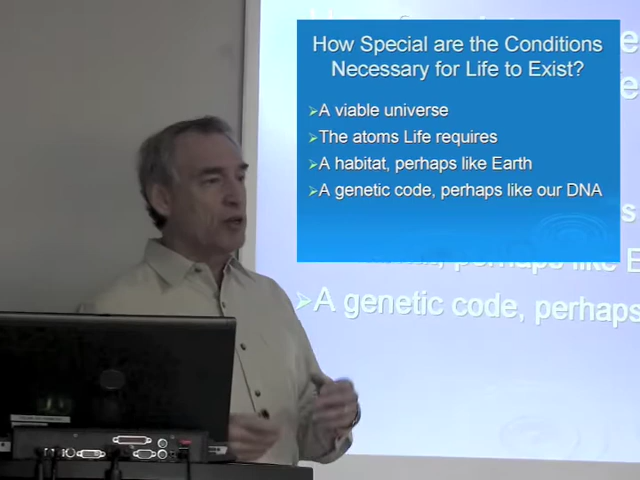 How Special are the Conditions
Necessary for Life to Exist?
➢A viable universe
➢The atoms Life requires
➢A habitat, perhaps like Earth
➢A genetic code, perhaps like our DNA
perhaps like E
➢A genetic code, perhaps